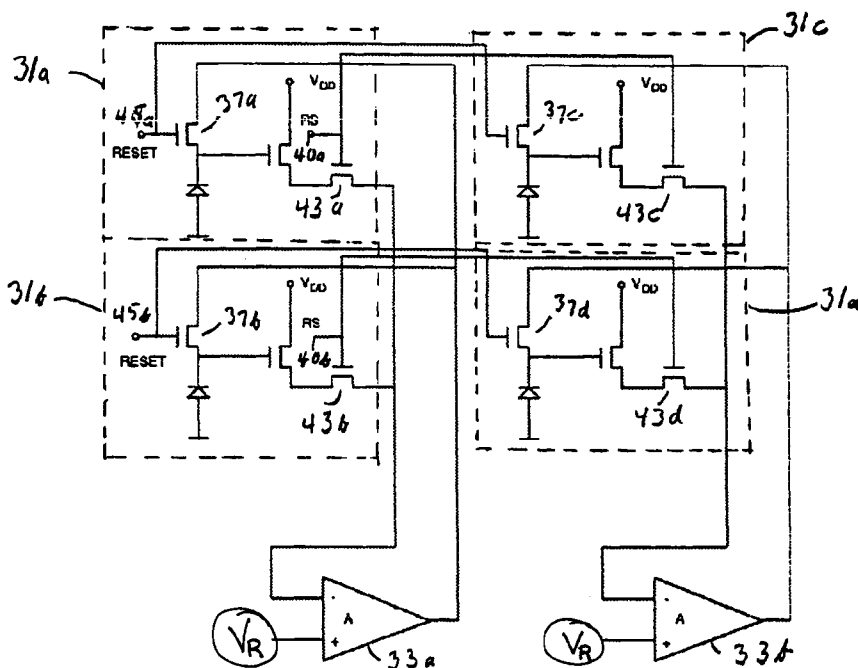 31c
31a
37a
VDD
45a
RESET
RS
40a
43a
37c
VDD
43c
31b
45b
RESET
37b
VDD
RS
40b
43b
37d
VDD
43d
31d
-
A
+
VR
33a
-
A
+
VR
33b